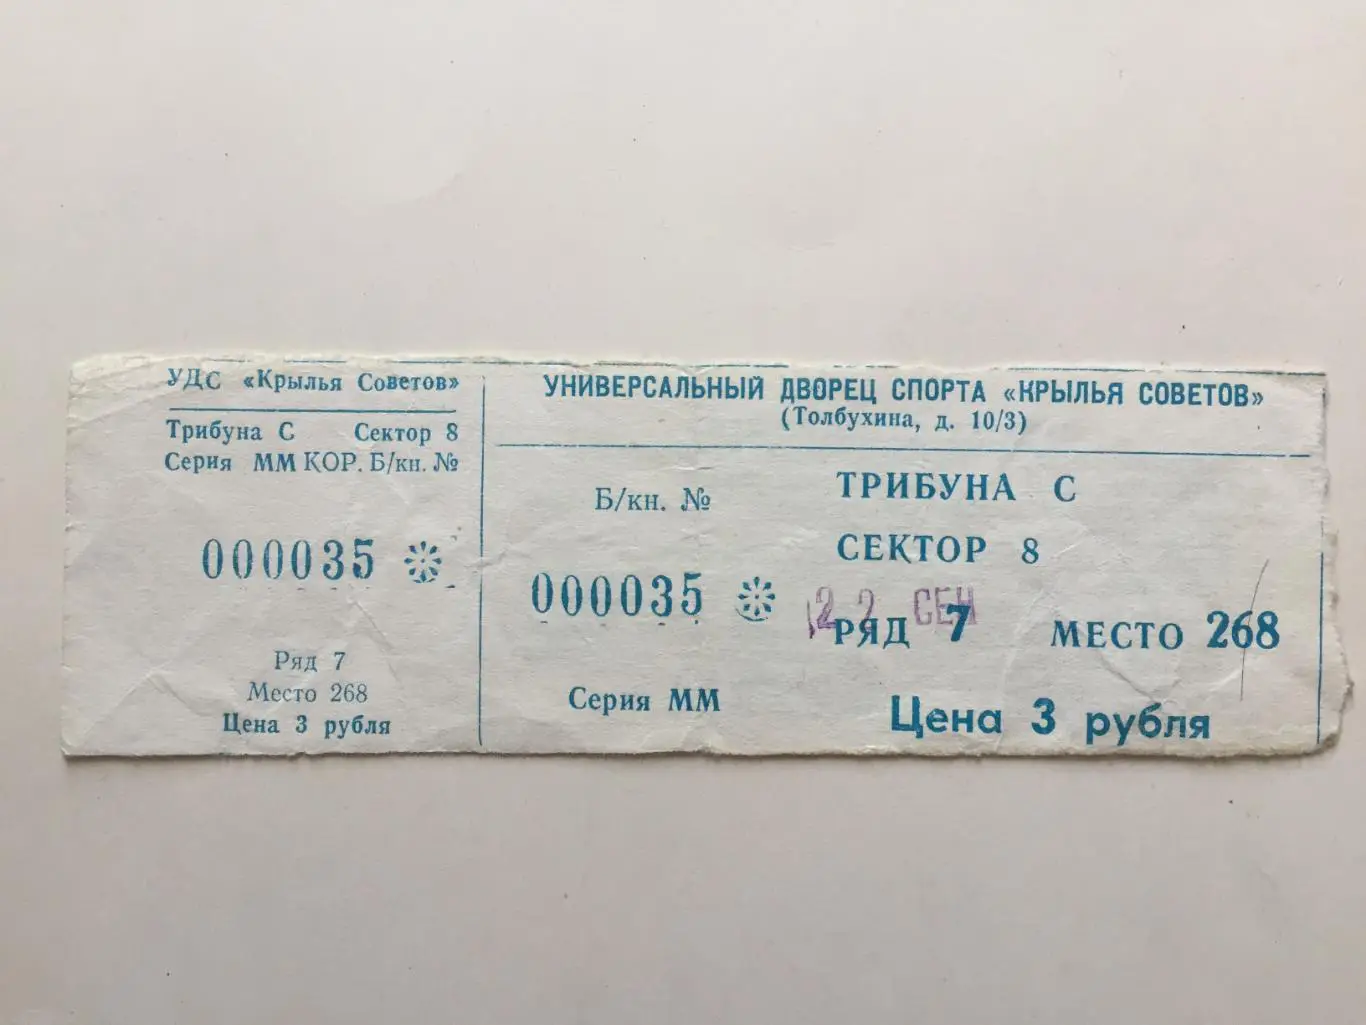 УДС «Крылья Советов»
Трибуна С Сектор 8
Серия ММ КОР. Б/кн. №
000035
Ряд 7
Место 268
Цена 3 рубля
УНИВЕРСАЛЬНЫЙ ДВОРЕЦ СПОРТА «КРЫЛЬЯ СОВЕТОВ»
(Толбухина, д. 10/3)
Б/кн. №
000035
Серия ММ
ТРИБУНА С
СЕКТОР 8
22 СЕН
РЯД 7 МЕСТО 268
Цена 3 рубля